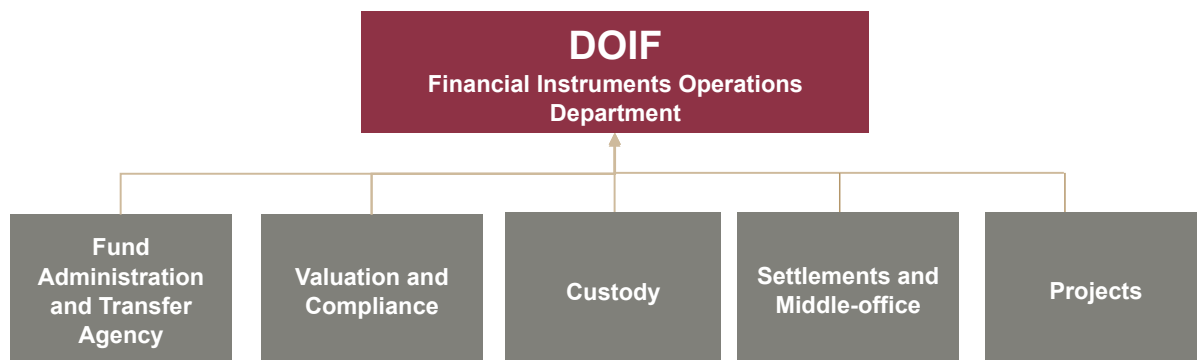 DOIF
Financial Instruments Operations
Department
Fund
Administration
and Transfer
Agency
Valuation and
Compliance
Custody
Settlements and
Middle-office
Projects